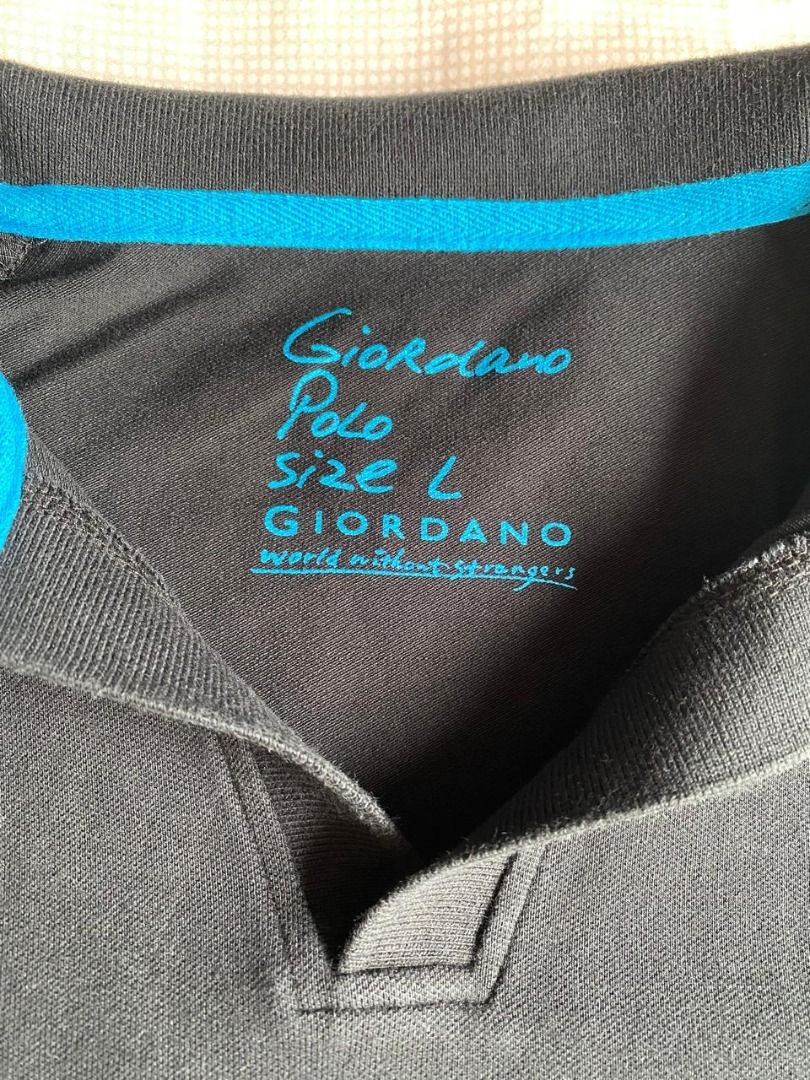 Giordano
Polo
Size L
GIORDANO
world without strangers